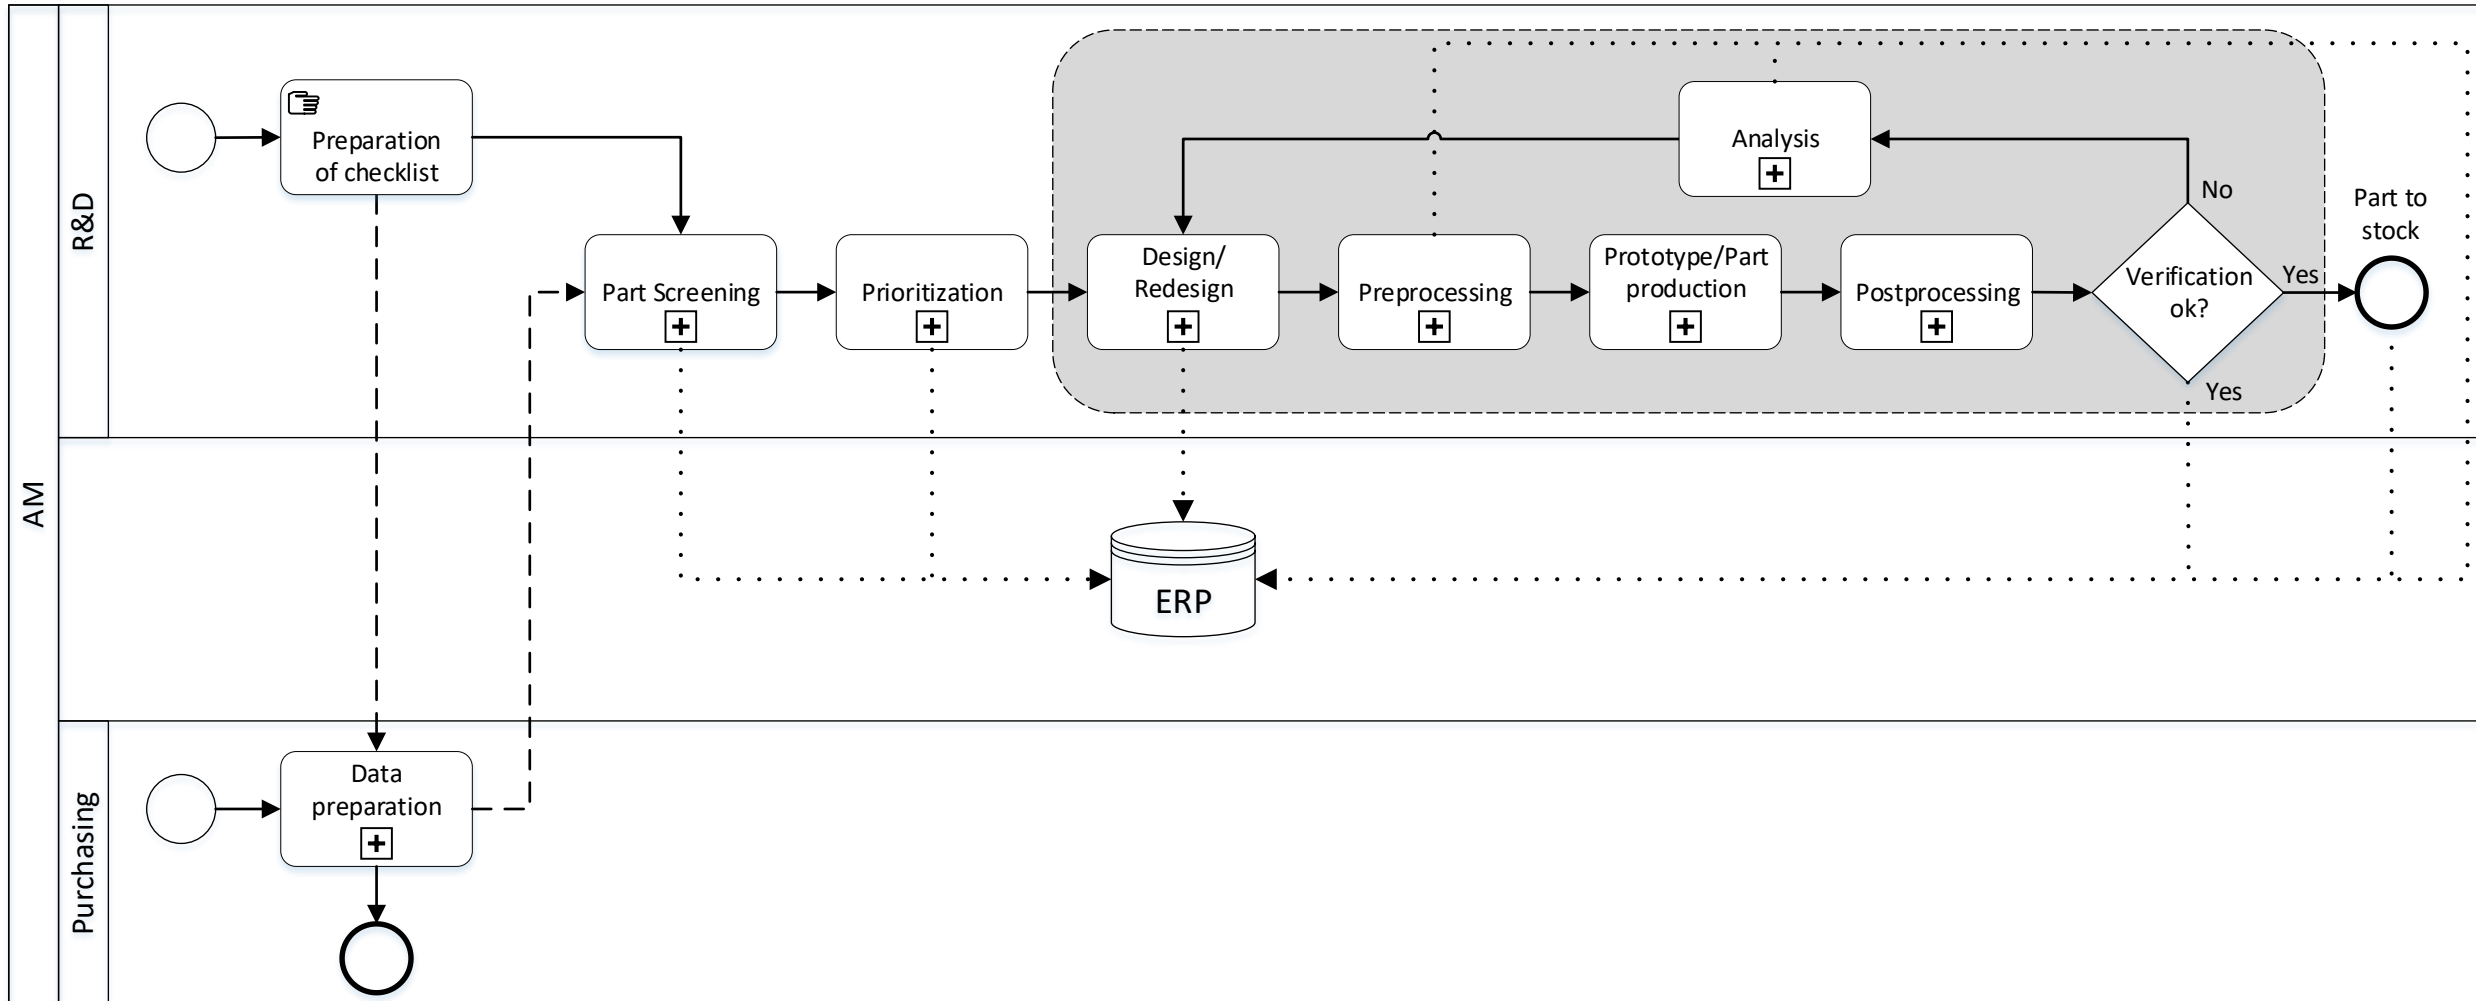 AM
R&D
Preparation
of checklist
Part Screening
Prioritization
Design/
Redesign
Preprocessing
Prototype/Part
production
Postprocessing
Analysis
Verification
ok?
No
Yes
Yes
Part to
stock
ERP
Purchasing
Data
preparation